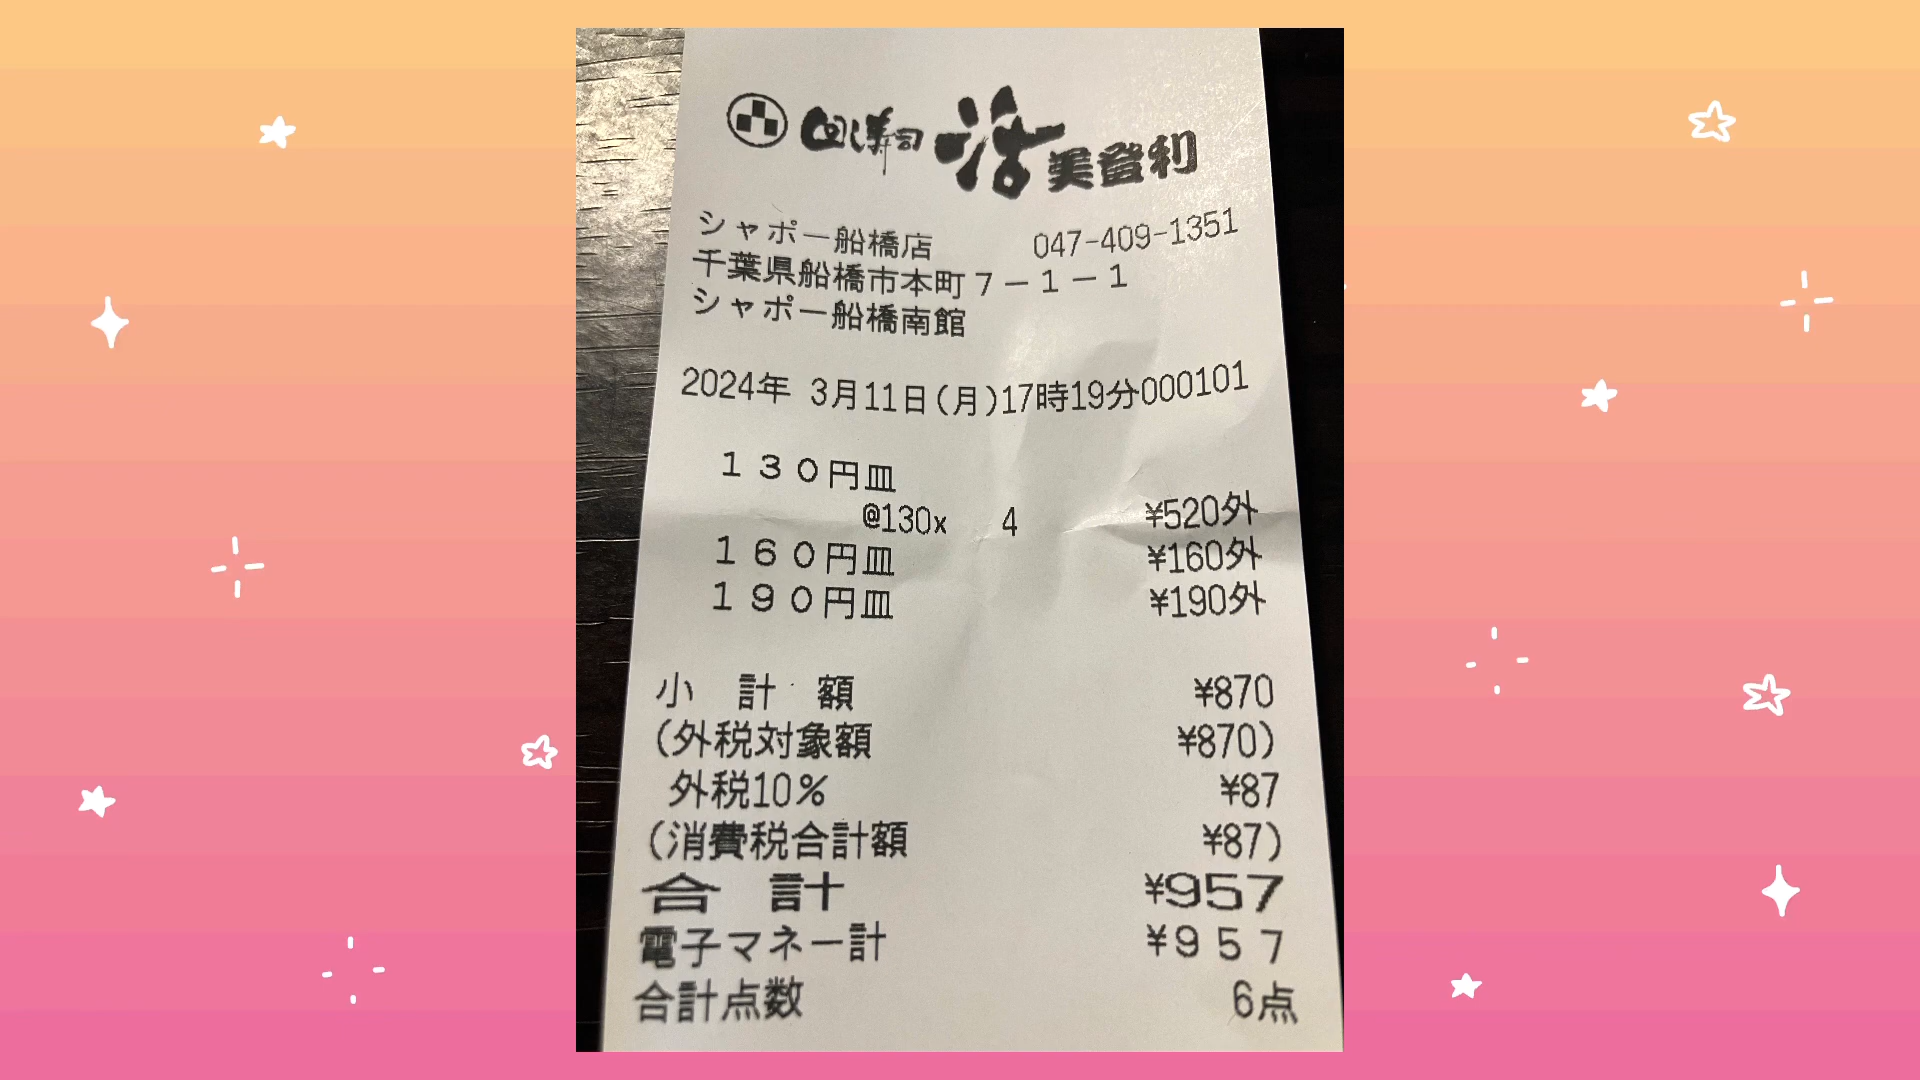 回し寿司 活 美登利
シャポー船橋店 047-409-1351
千葉県船橋市本町7-1-1
シャポー船橋南館
2024年 3月11日(月)17時19分000101
130円皿
@130x 4 ¥520外
160円皿 ¥160外
190円皿 ¥190外
小 計 額 ¥870
(外税対象額 ¥870)
外税10% ¥87
(消費税合計額 ¥87)
合 計 ¥957
電子マネー計 ¥957
合計点数 6点